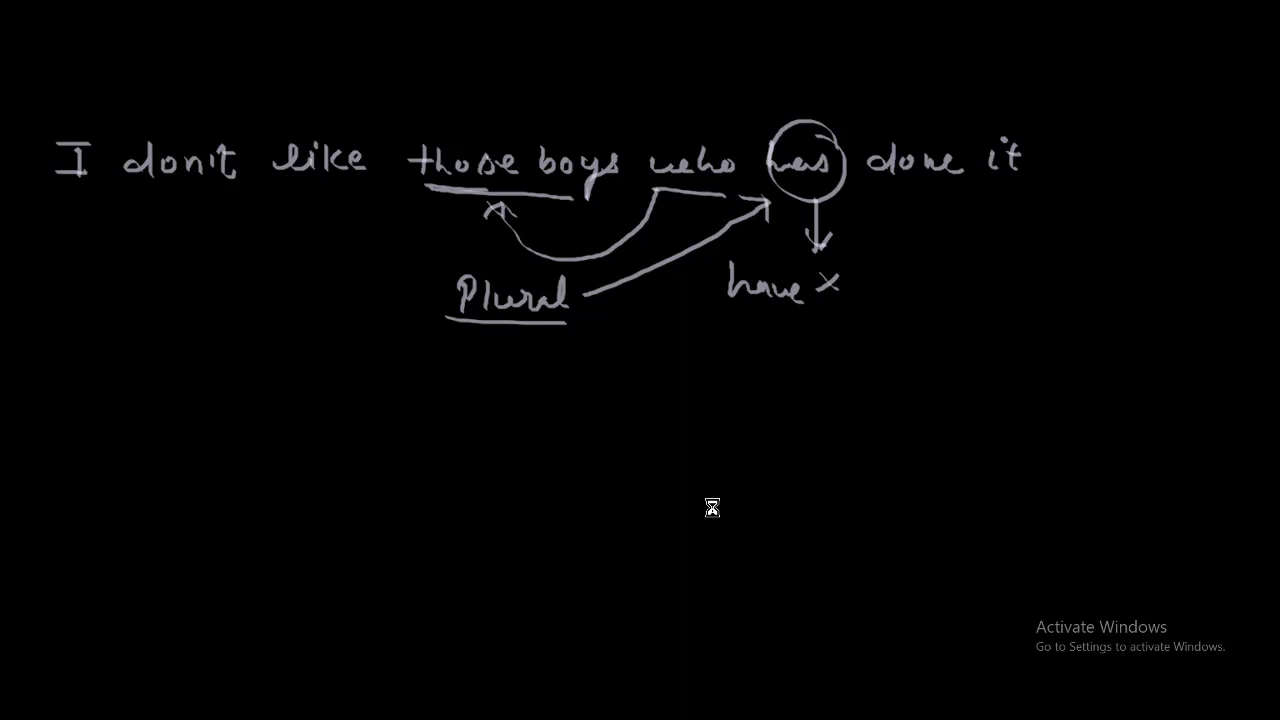 I don't like those boys who has done it
Plural
have ×
Activate Windows
Go to Settings to activate Windows.